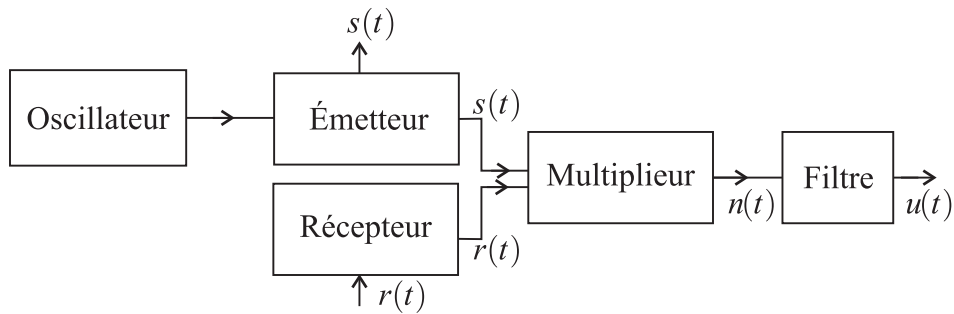 s(t)
Oscillateur
Émetteur
s(t)
Multiplieur
Filtre
n(t)
u(t)
Récepteur
r(t)
r(t)